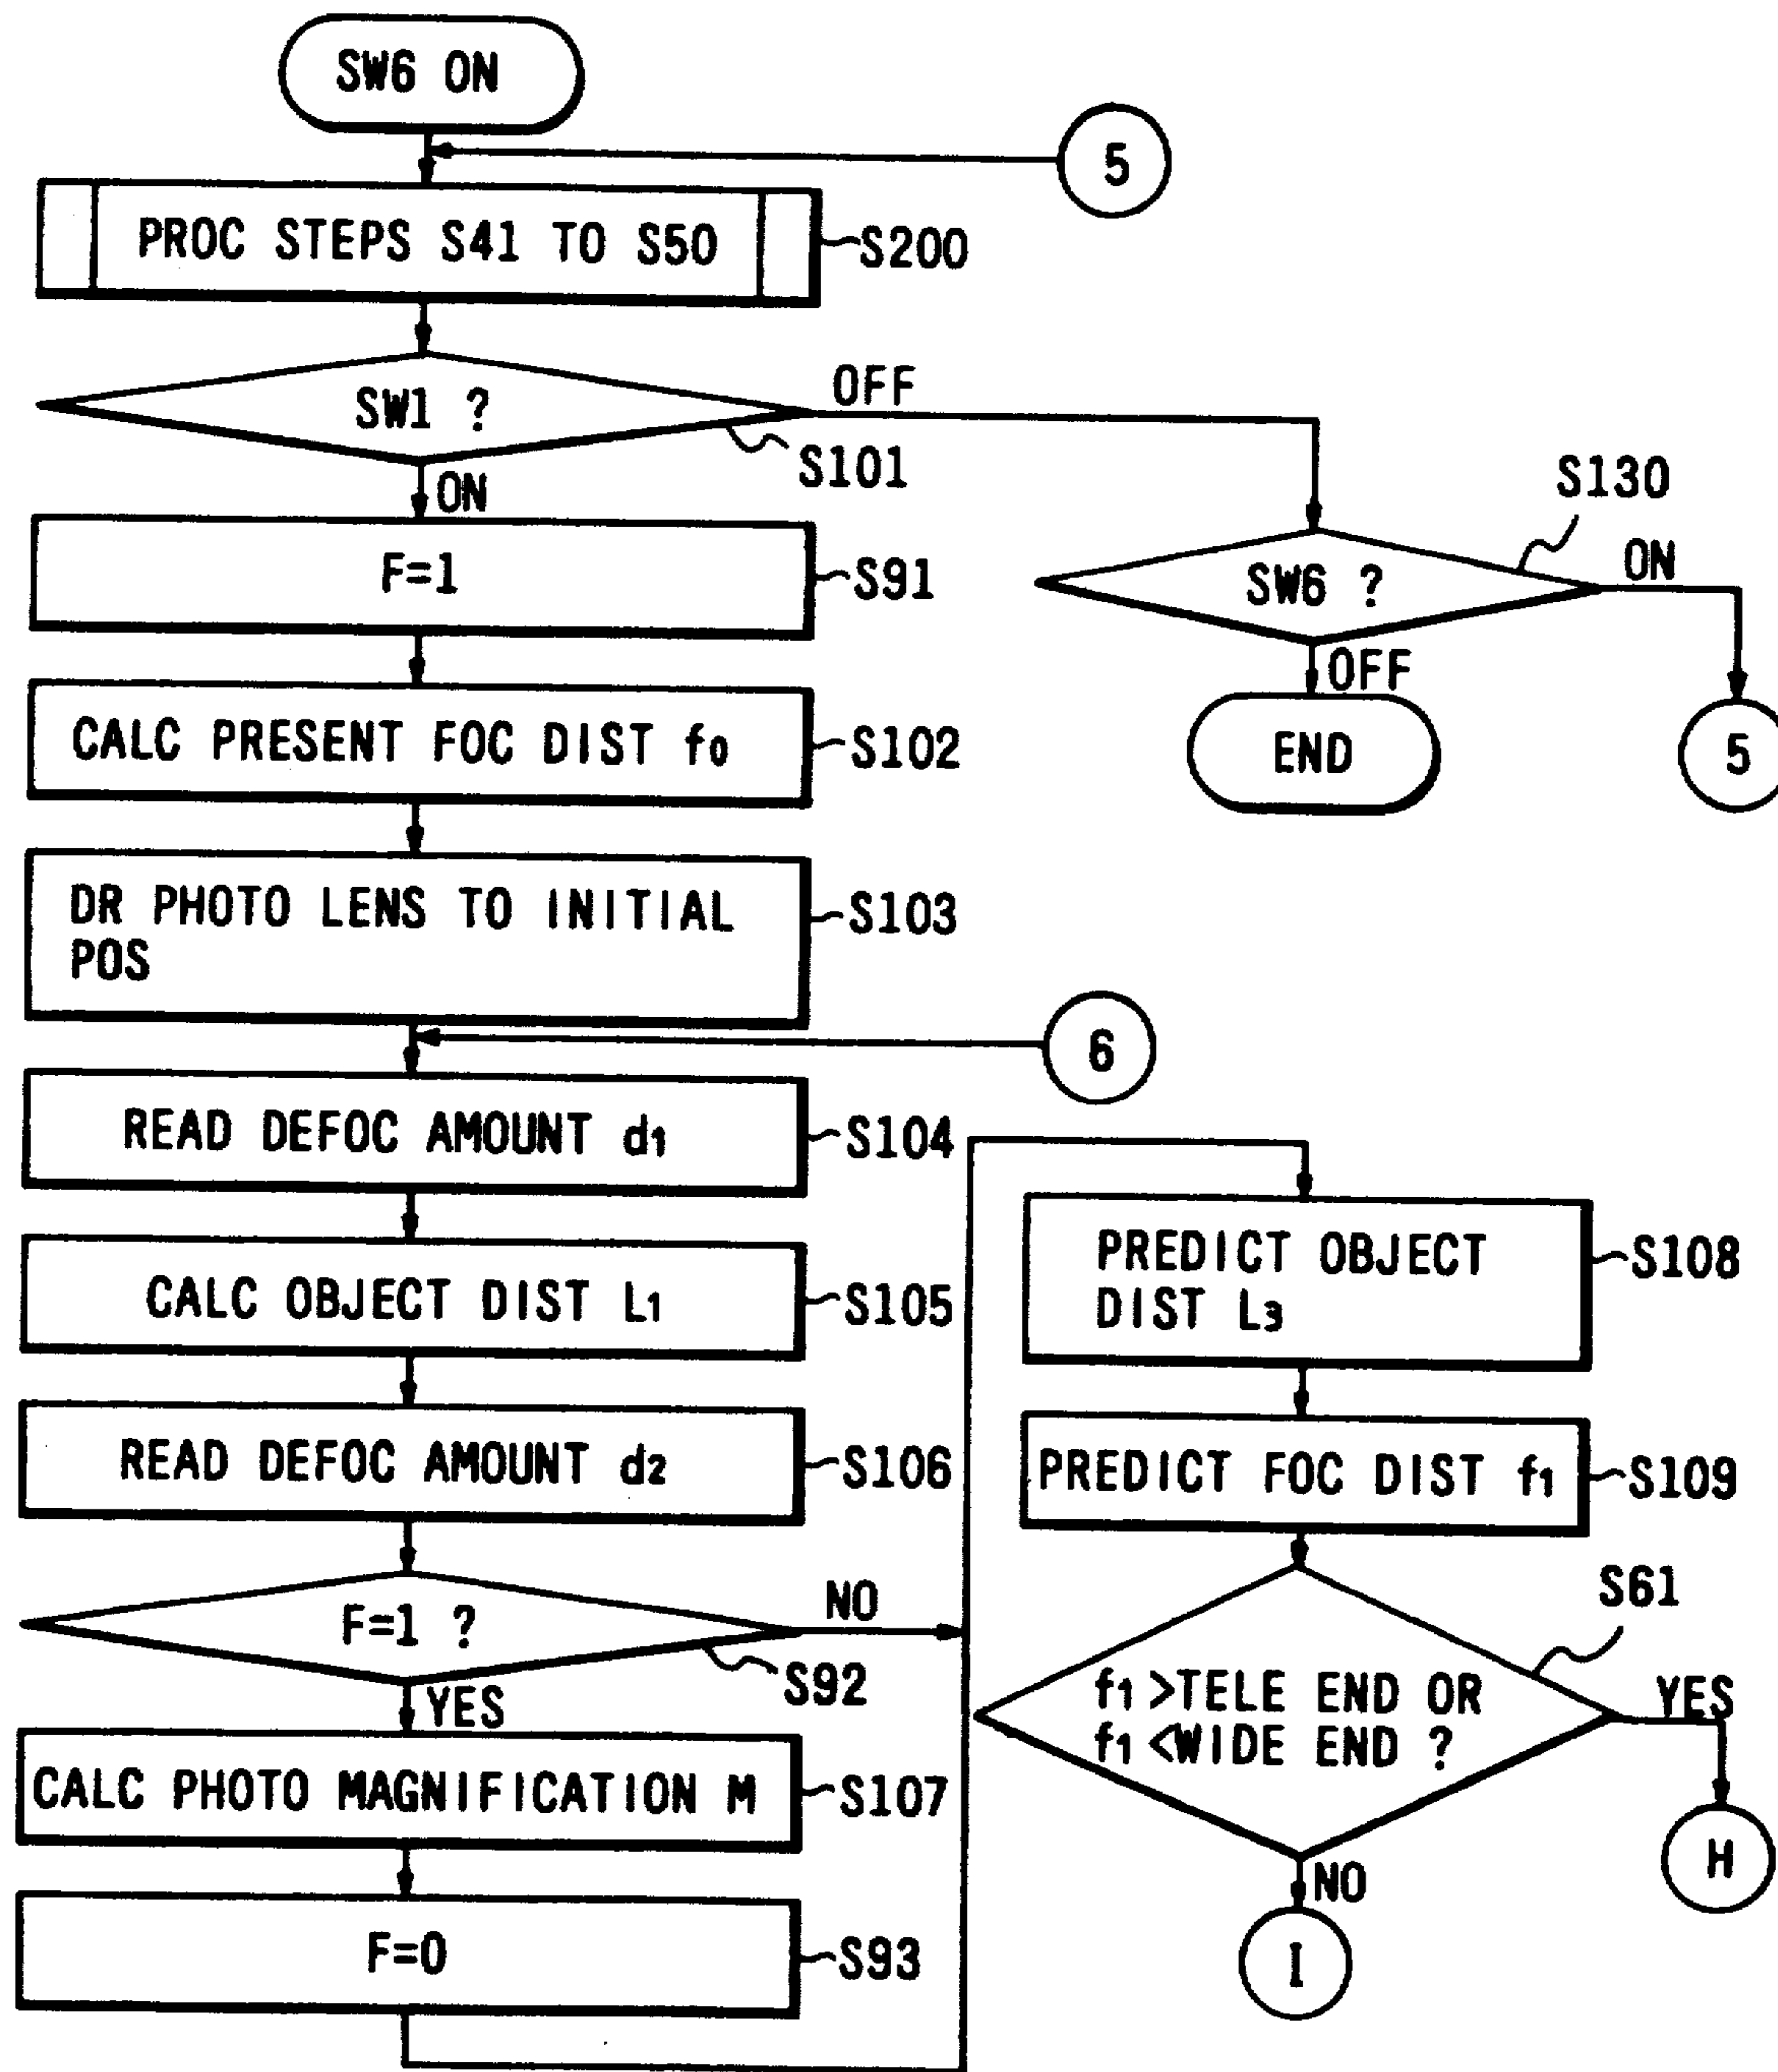 SW6 ON
5
PROC STEPS S41 TO S50
S200
SW1 ?
OFF
S101
ON
F=1
S91
S130
SW6 ?
ON
OFF
END
5
CALC PRESENT FOC DIST f0
S102
DR PHOTO LENS TO INITIAL
POS
S103
6
READ DEFOC AMOUNT d1
S104
CALC OBJECT DIST L1
S105
READ DEFOC AMOUNT d2
S106
F=1 ?
NO
S92
YES
CALC PHOTO MAGNIFICATION M
S107
F=0
S93
PREDICT OBJECT
DIST L3
S108
PREDICT FOC DIST f1
S109
S61
f1 >TELE END OR
f1 <WIDE END ?
YES
H
NO
I